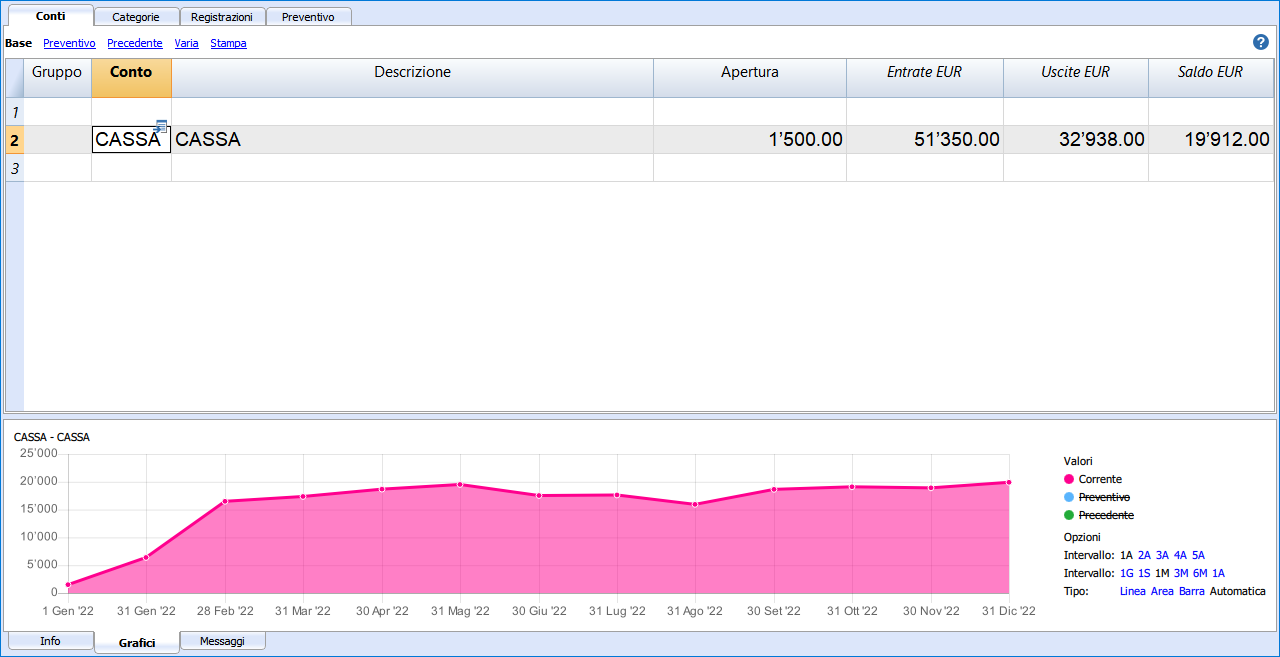 Conti Categorie Registrazioni Preventivo
Base Preventivo Precedente Varia Stampa ?
Gruppo Conto Descrizione Apertura Entrate EUR Uscite EUR Saldo EUR
1
2 CASSA CASSA 1’500.00 51’350.00 32’938.00 19’912.00
3
CASSA - CASSA
25'000
20'000
15'000
10'000
5'000
0
1 Gen '22 31 Gen '22 28 Feb '22 31 Mar '22 30 Apr '22 31 Mag '22 30 Giu '22 31 Lug '22 31 Ago '22 30 Set '22 31 Ott '22 30 Nov '22 31 Dic '22
Valori
Corrente
Preventivo
Precedente
Opzioni
Intervallo: 1A 2A 3A 4A 5A
Intervallo: 1G 1S 1M 3M 6M 1A
Tipo: Linea Area Barra Automatica
Info Grafici Messaggi